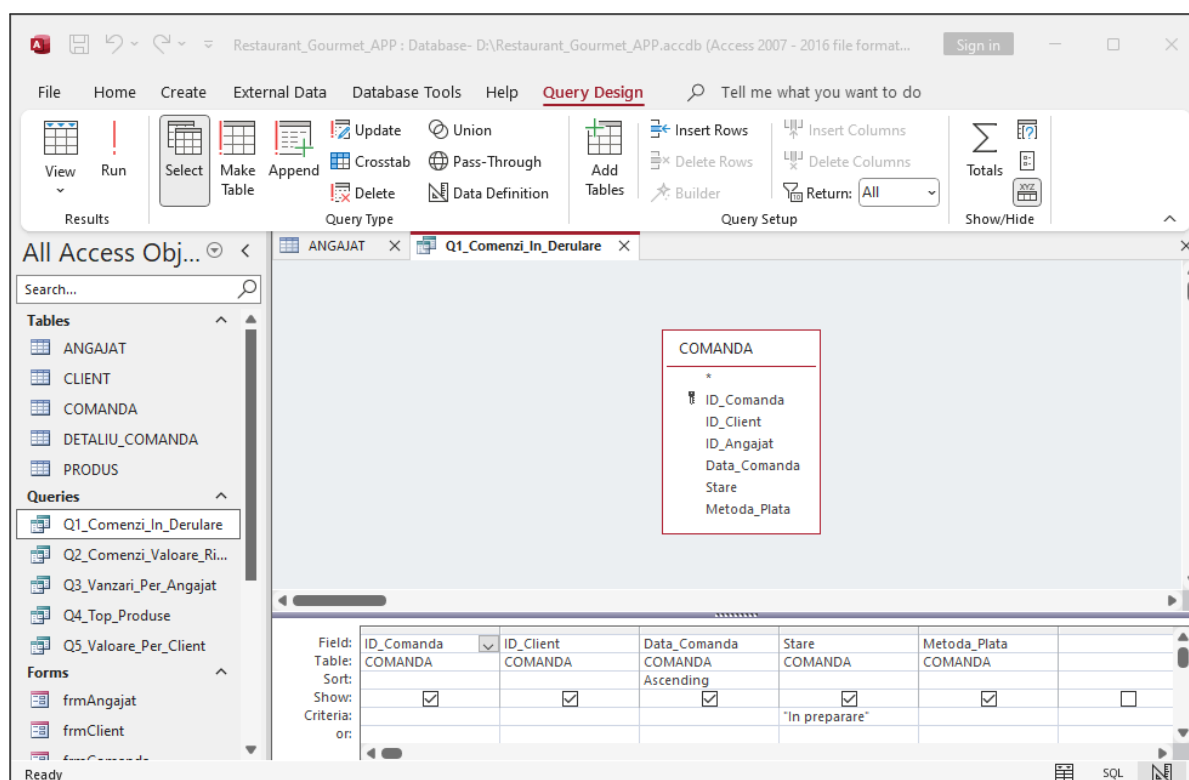 Restaurant_Gourmet_APP : Database- D:\Restaurant_Gourmet_APP.accdb (Access 2007 - 2016 file format...
Sign in
File Home Create External Data Database Tools Help Query Design Tell me what you want to do
View
Run
Select
Make Table
Append
Update
Crosstab
Delete
Union
Pass-Through
Data Definition
Add Tables
Insert Rows
Delete Rows
Builder
Insert Columns
Delete Columns
Return: All
Totals
Results
Query Type
Query Setup
Show/Hide
All Access Obj...
Search...
Tables
ANGAJAT
CLIENT
COMANDA
DETALIU_COMANDA
PRODUS
Queries
Q1_Comenzi_In_Derulare
Q2_Comenzi_Valoare_Ri...
Q3_Vanzari_Per_Angajat
Q4_Top_Produse
Q5_Valoare_Per_Client
Forms
frmAngajat
frmClient
ANGAJAT
Q1_Comenzi_In_Derulare
COMANDA
*
ID_Comanda
ID_Client
ID_Angajat
Data_Comanda
Stare
Metoda_Plata
Field: ID_Comanda ID_Client Data_Comanda Stare Metoda_Plata
Table: COMANDA COMANDA COMANDA COMANDA COMANDA
Sort: Ascending
Show:
Criteria: "In preparare"
or:
Ready
SQL